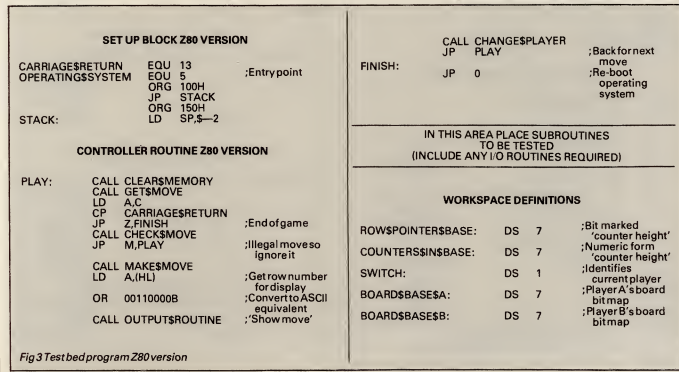 SET UP BLOCK Z80 VERSION
CARRIAGE$RETURN EQU 13
OPERATING$SYSTEM EQU 5 ;Entry point
ORG 100H
JP STACK
ORG 150H
STACK: LD SP,$—2
CONTROLLER ROUTINE Z80 VERSION
PLAY: CALL CLEAR$MEMORY
CALL GET$MOVE
LD A,C
CP CARRIAGE$RETURN
JP Z,FINISH ;End of game
CALL CHECK$MOVE
JP M,PLAY ;Illegal move so
ignore it
CALL MAKE$MOVE
LD A,(HL) ;Get row number
for display
OR 00110000B ;Convert to ASCII
equivalent
CALL OUTPUT$ROUTINE ;'Show move'
Fig 3 Test bed program Z80 version
CALL CHANGE$PLAYER
JP PLAY ;Back for next
move
FINISH: JP 0 ;Re-boot
operating
system
IN THIS AREA PLACE SUBROUTINES
TO BE TESTED
(INCLUDE ANY I/O ROUTINES REQUIRED)
WORKSPACE DEFINITIONS
ROW$POINTER$BASE: DS 7 ;Bit marked
'counter height'
COUNTERS$IN$BASE: DS 7 ;Numeric form
'counter height'
SWITCH: DS 1 ;Identifies
current player
BOARD$BASE$A: DS 7 ;Player A's board
bit map
BOARD$BASE$B: DS 7 ;Player B's board
bit map